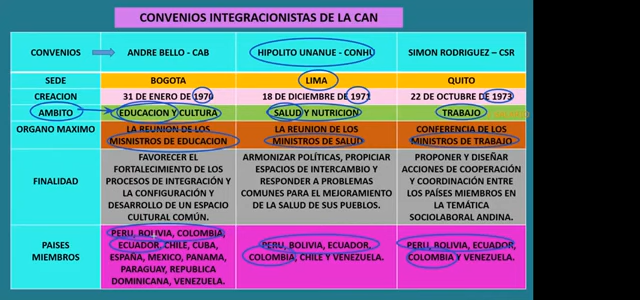 CONVENIOS INTEGRACIONISTAS DE LA CAN
CONVENIOS
ANDRE BELLO - CAB
HIPOLITO UNANUE - CONHU
SIMON RODRIGUEZ – CSR
SEDE
BOGOTA
LIMA
QUITO
CREACION
31 DE ENERO DE 1970
18 DE DICIEMBRE DE 1971
22 DE OCTUBRE DE 1973
AMBITO
EDUCACION Y CULTURA
SALUD Y NUTRICION
TRABAJO
ORGANO MAXIMO
LA REUNION DE LOS
MISNISTROS DE EDUCACION
LA REUNION DE LOS
MINISTROS DE SALUD
CONFERENCIA DE LOS
MINISTROS DE TRABAJO
FINALIDAD
FAVORECER EL
FORTALECIMIENTO DE LOS
PROCESOS DE INTEGRACIÓN Y
LA CONFIGURACIÓN Y
DESARROLLO DE UN ESPACIO
CULTURAL COMÚN.
ARMONIZAR POLÍTICAS, PROPICIAR
ESPACIOS DE INTERCAMBIO Y
RESPONDER A PROBLEMAS
COMUNES PARA EL MEJORAMIENTO
DE LA SALUD DE SUS PUEBLOS.
PROPONER Y DISEÑAR
ACCIONES DE COOPERACIÓN
Y COORDINACIÓN ENTRE
LOS PAÍSES MIEMBROS EN
LA TEMÁTICA
SOCIOLABORAL ANDINA.
PAISES
MIEMBROS
PERU, BOLIVIA, COLOMBIA,
ECUADOR, CHILE, CUBA,
ESPAÑA, MEXICO, PANAMA,
PARAGUAY, REPUBLICA
DOMINICANA, VENEZUELA.
PERU, BOLIVIA, ECUADOR,
COLOMBIA, CHILE Y VENEZUELA.
PERU, BOLIVIA, ECUADOR,
COLOMBIA Y VENEZUELA.